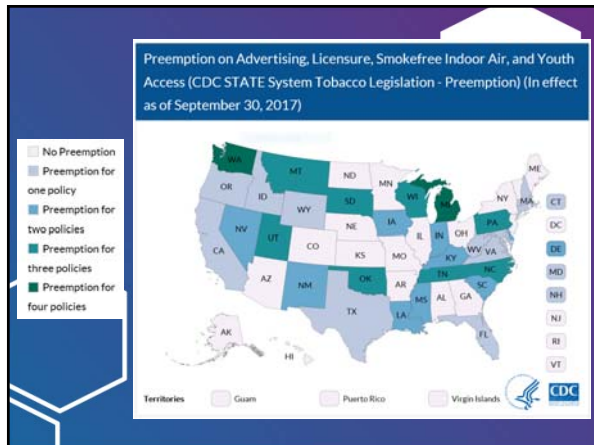 Preemption on Advertising, Licensure, Smokefree Indoor Air, and Youth
Access (CDC STATE System Tobacco Legislation - Preemption) (In effect
as of September 30, 2017)
No Preemption
Preemption for
one policy
Preemption for
two policies
Preemption for
three policies
Preemption for
four policies
WA
MT
ND
MN
ME
OR
ID
SD
WI
MI
NY
MA
CT
WY
NE
IA
PA
DC
NV
UT
CO
IL
IN
OH
DE
CA
KS
MO
KY
WV
VA
MD
AZ
NM
OK
AR
TN
NC
NH
TX
LA
MS
AL
GA
SC
NJ
AK
HI
FL
RI
VT
Territories
Guam
Puerto Rico
Virgin Islands
CDC